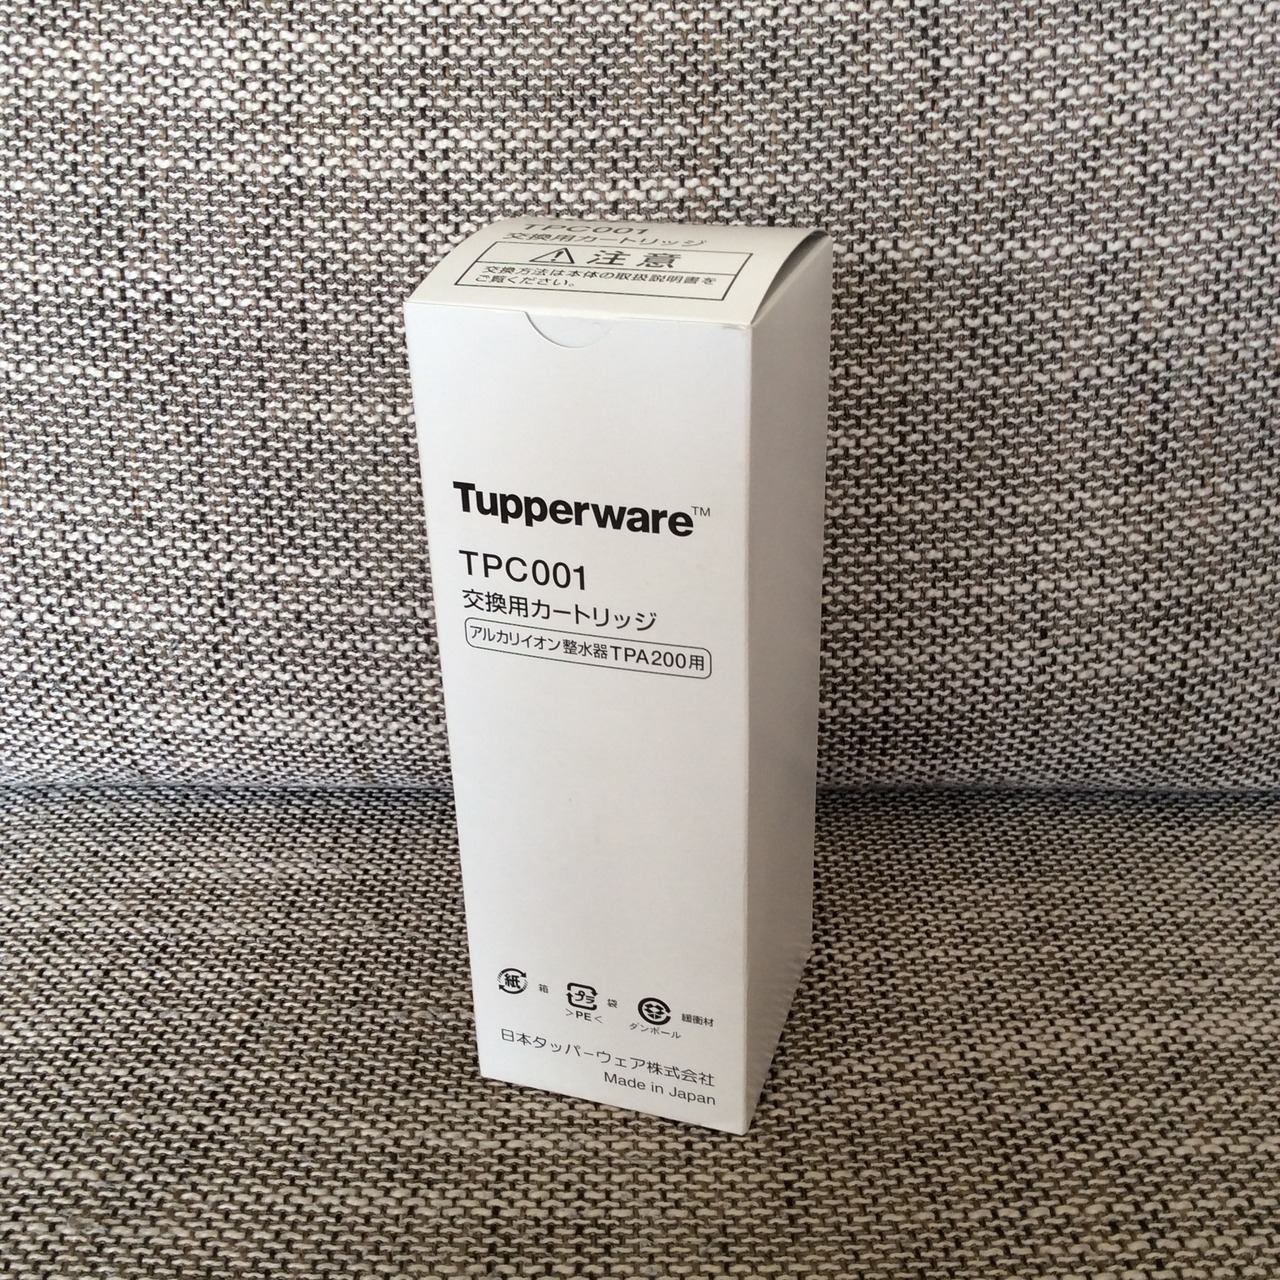 TPC001
交換用カートリッジ
注意
交換方法は本体の取扱説明書を
ご覧ください。
Tupperware™
TPC001
交換用カートリッジ
アルカリイオン整水器TPA200用
紙 箱 プラ 袋 緩衝材
>PE< ダンボール
日本タッパーウェア株式会社
Made in Japan